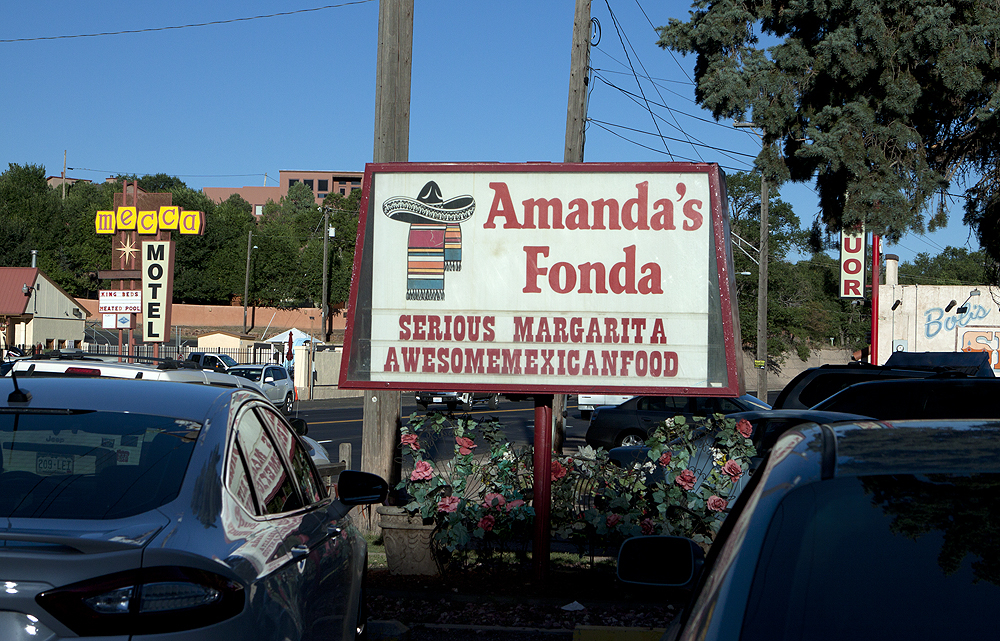 mecca
MOTEL
KING BEDS
HEATED POOL
Amanda's
Fonda
SERIOUS MARGARITA
AWESOMEMEXICANFOOD
UOR
Bob's